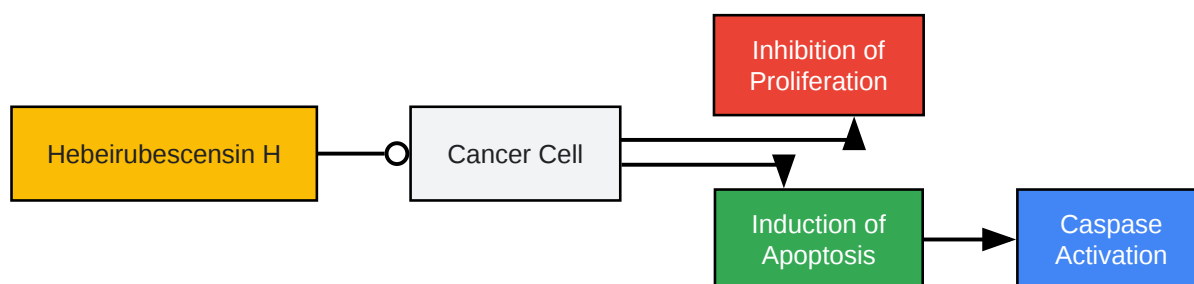 Hebeirubescensin H
Cancer Cell
Inhibition of
Proliferation
Induction of
Apoptosis
Caspase
Activation